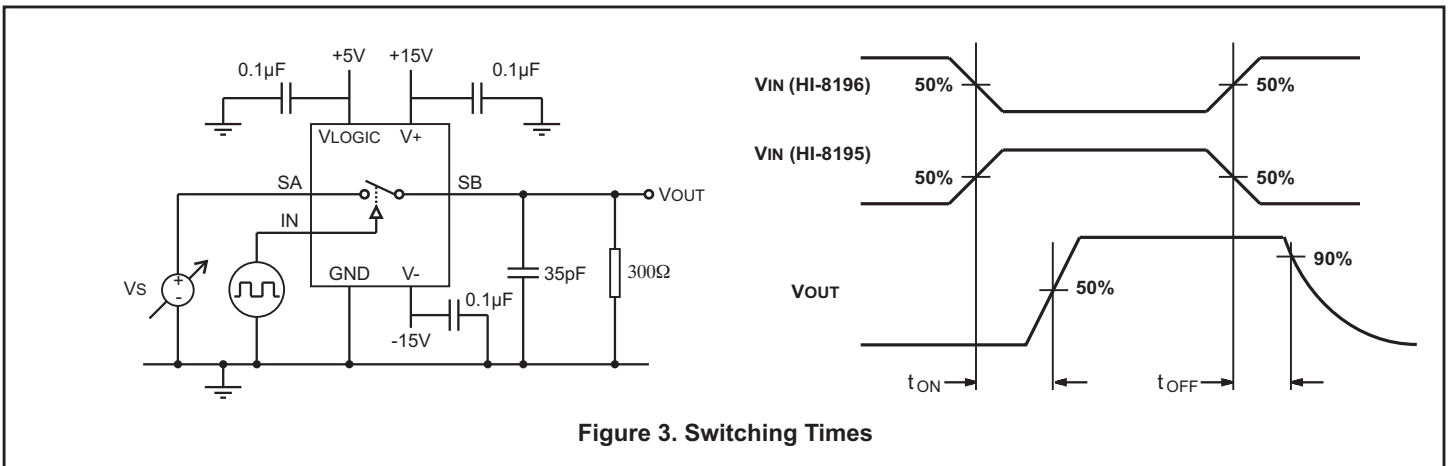 +5V +15V
0.1µF 0.1µF
VLOGIC V+
SA SB
VOUT
IN
GND V-
VS + -
35pF 300Ω
0.1µF
-15V
VIN (HI-8196) 50% 50%
VIN (HI-8195)
50% 50%
90%
VOUT 50%
tON tOFF
Figure 3. Switching Times